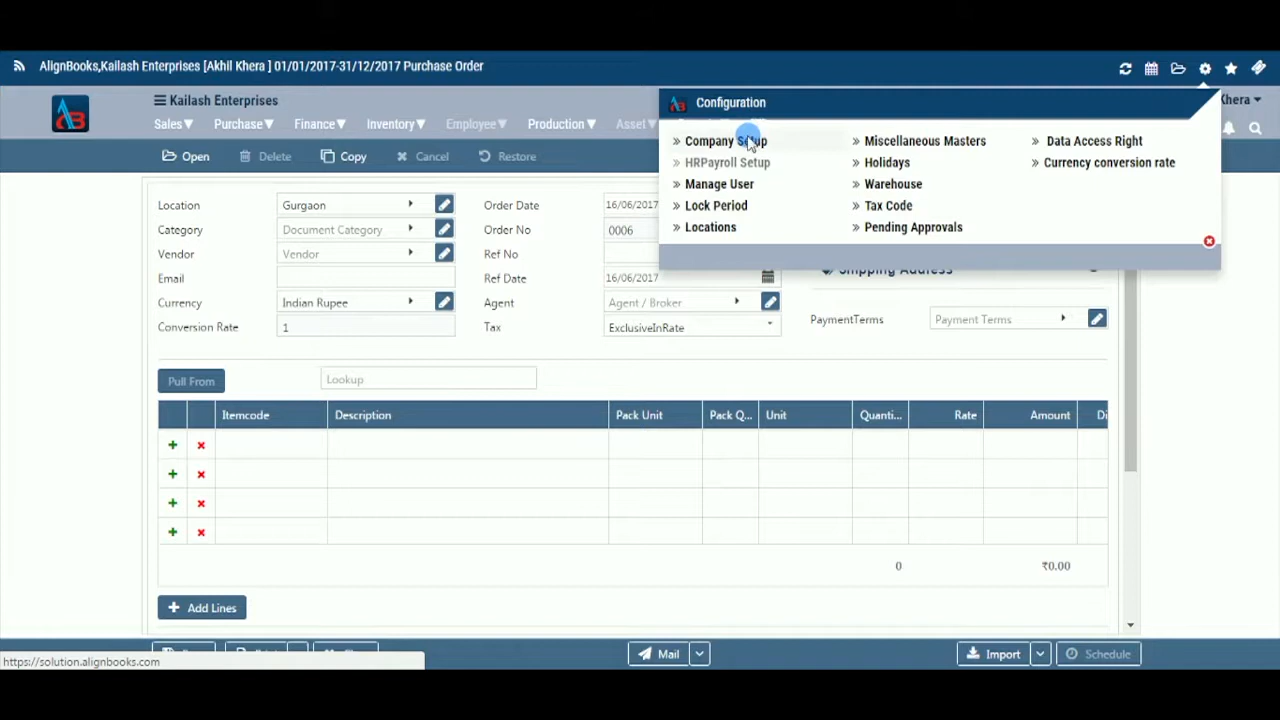 AlignBooks,Kailash Enterprises [Akhil Khera ] 01/01/2017-31/12/2017 Purchase Order
Kailash Enterprises
Khera
Sales Purchase Finance Inventory Employee Production Asset
Open Delete Copy Cancel Restore
Configuration
Company Setup Miscellaneous Masters Data Access Right
HRPayroll Setup Holidays Currency conversion rate
Manage User Warehouse
Lock Period Tax Code
Locations Pending Approvals
Location Gurgaon Order Date 16/06/2017
Category Document Category Order No 0006
Vendor Vendor Ref No
Email Ref Date 16/06/2017
Shipping Address
Currency Indian Rupee Agent Agent / Broker
PaymentTerms Payment Terms
Conversion Rate 1 Tax ExclusiveInRate
Pull From Lookup
Itemcode Description Pack Unit Pack Q... Unit Quanti... Rate Amount Di
0 ₹0.00
Add Lines
Mail Import Schedule
https://solution.alignbooks.com